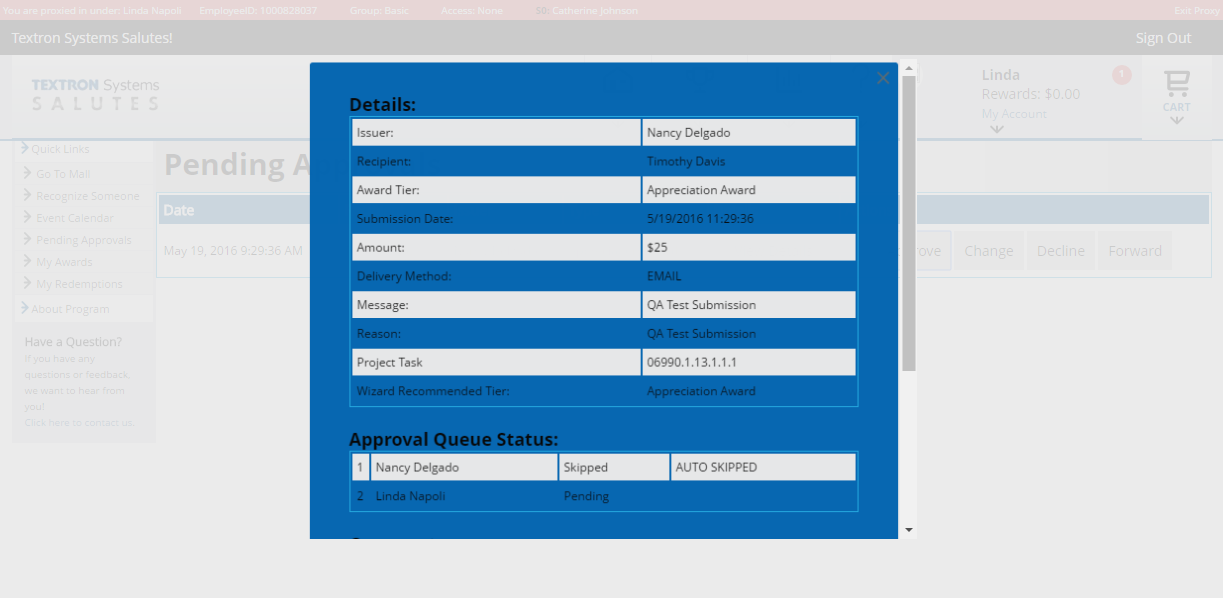 You are proxied in under: Linda Napoli EmployeeID: 1000828037 Group: Basic Access: None SQ: Catherine Johnson Exit Proxy
Textron Systems Salutes! Sign Out
TEXTRON Systems
SALUTES
Linda
1
Rewards: $0.00
My Account
CART
Quick Links
Go To Mall
Recognize Someone
Event Calendar
Pending Approvals
My Awards
My Redemptions
About Program
Have a Question?
If you have any
questions or feedback,
we want to hear from
you!
Click here to contact us.
Pending A
Date
May 19, 2016 9:29:36 AM
rove Change Decline Forward
Details:
Issuer: Nancy Delgado
Recipient: Timothy Davis
Award Tier: Appreciation Award
Submission Date: 5/19/2016 11:29:36
Amount: $25
Delivery Method: EMAIL
Message: QA Test Submission
Reason: QA Test Submission
Project Task 06990.1.13.1.1.1
Wizard Recommended Tier: Appreciation Award
Approval Queue Status:
1 Nancy Delgado Skipped AUTO SKIPPED
2 Linda Napoli Pending